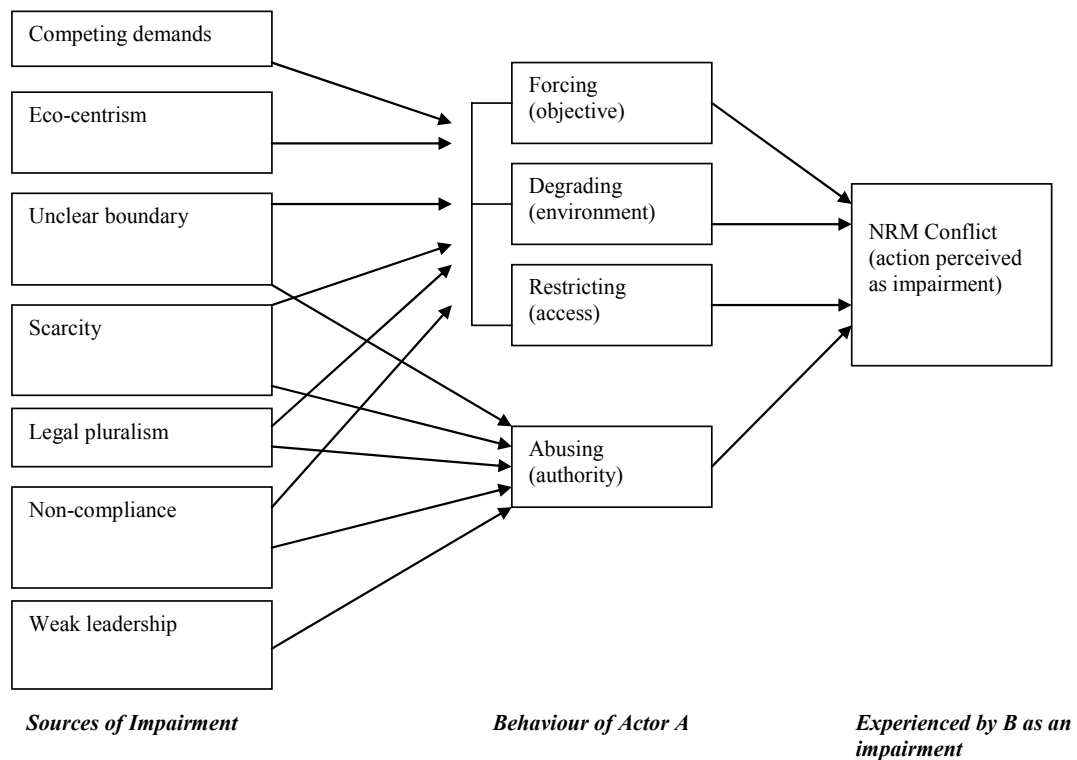 Competing demands
Eco-centrism
Unclear boundary
Scarcity
Legal pluralism
Non-compliance
Weak leadership
Sources of Impairment
Forcing
(objective)
Degrading
(environment)
Restricting
(access)
Abusing
(authority)
Behaviour of Actor A
NRM Conflict
(action perceived
as impairment)
Experienced by B as an
impairment